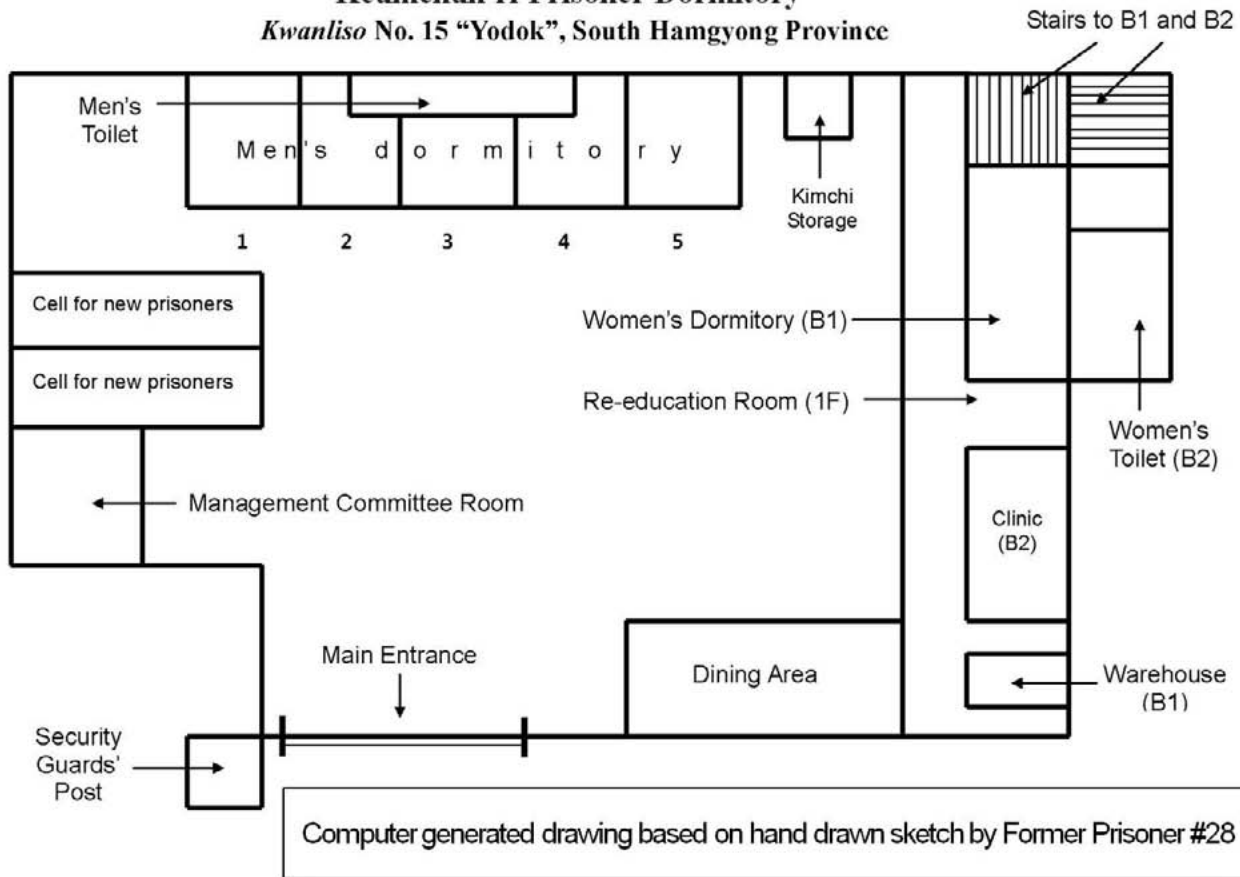 Kwanliso No. 15 “Yodok”, South Hamgyong Province
Stairs to B1 and B2
Men's
Toilet
Men's dormitory
Kimchi
Storage
1 2 3 4 5
Cell for new prisoners
Cell for new prisoners
Women's Dormitory (B1)
Re-education Room (1F)
Women's
Toilet (B2)
Management Committee Room
Clinic
(B2)
Main Entrance
Dining Area
Warehouse
(B1)
Security
Guards'
Post
Computer generated drawing based on hand drawn sketch by Former Prisoner #28